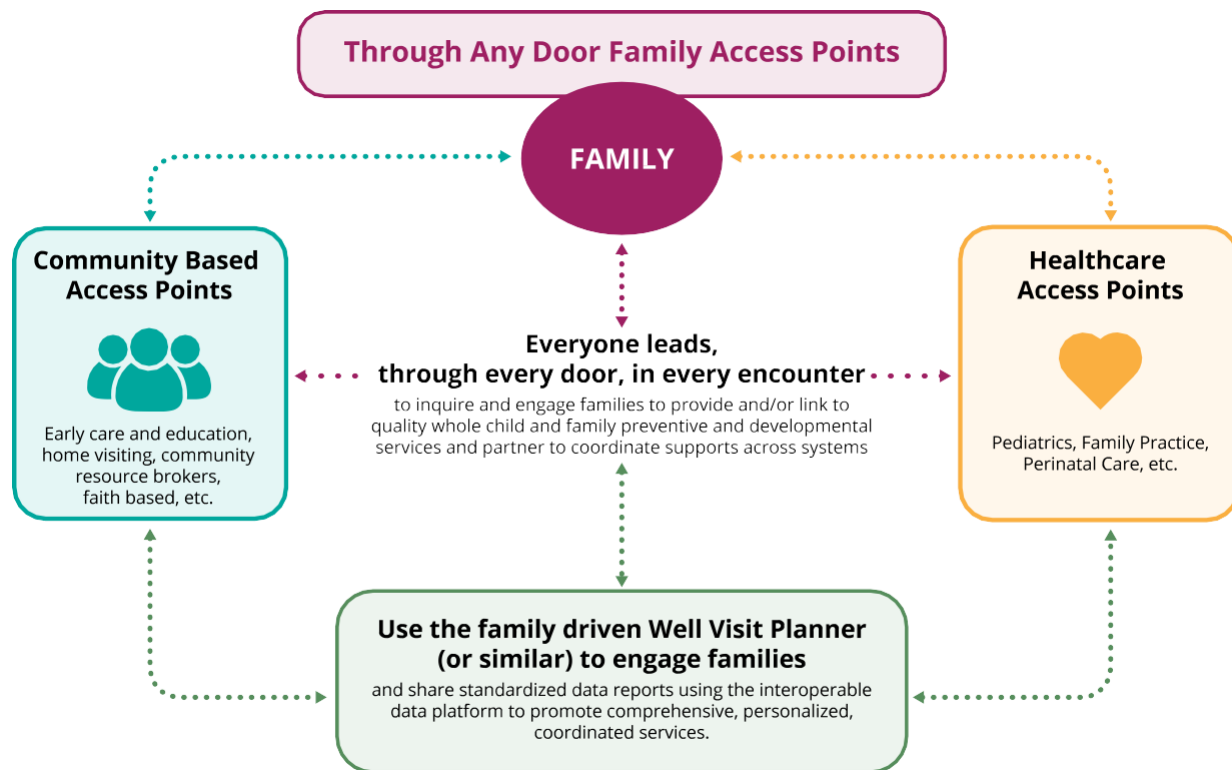 Through Any Door Family Access Points
FAMILY
Community Based
Access Points
Early care and education,
home visiting, community
resource brokers,
faith based, etc.
Everyone leads,
through every door, in every encounter
to inquire and engage families to provide and/or link to
quality whole child and family preventive and developmental
services and partner to coordinate supports across systems
Healthcare
Access Points
Pediatrics, Family Practice,
Perinatal Care, etc.
Use the family driven Well Visit Planner
(or similar) to engage families
and share standardized data reports using the interoperable
data platform to promote comprehensive, personalized,
coordinated services.